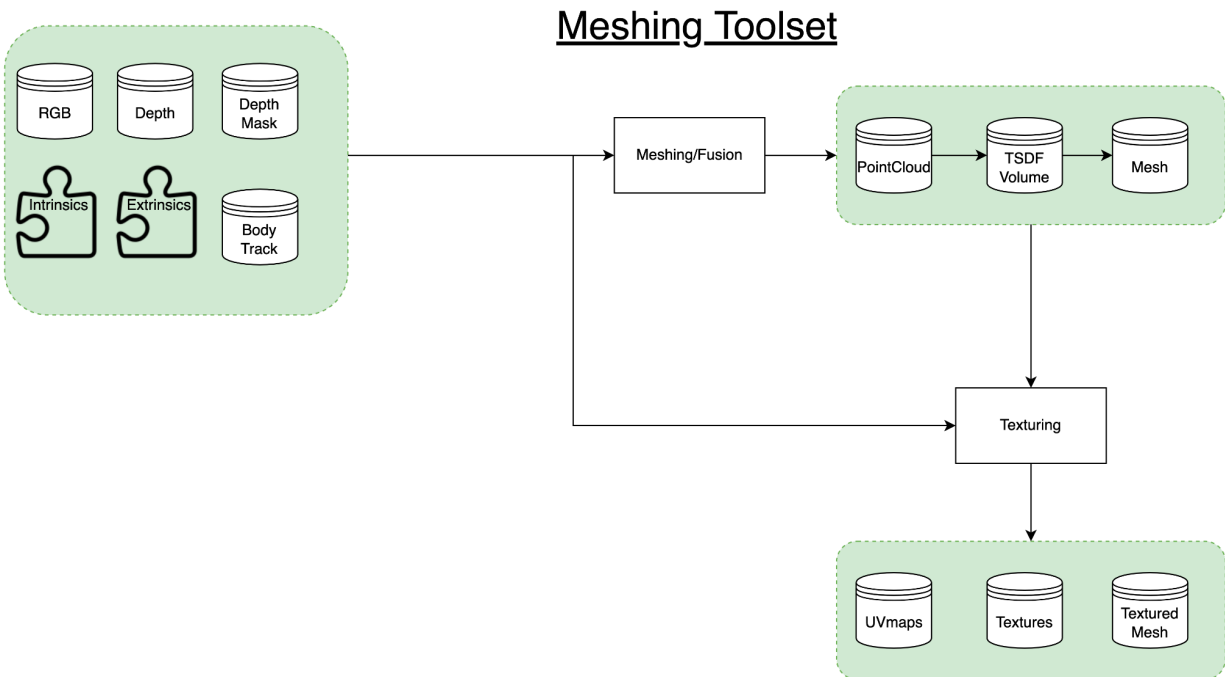 Meshing Toolset
RGB
Depth
Depth
Mask
Intrinsics
Extrinsics
Body
Track
Meshing/Fusion
PointCloud
TSDF
Volume
Mesh
Texturing
UVmaps
Textures
Textured
Mesh